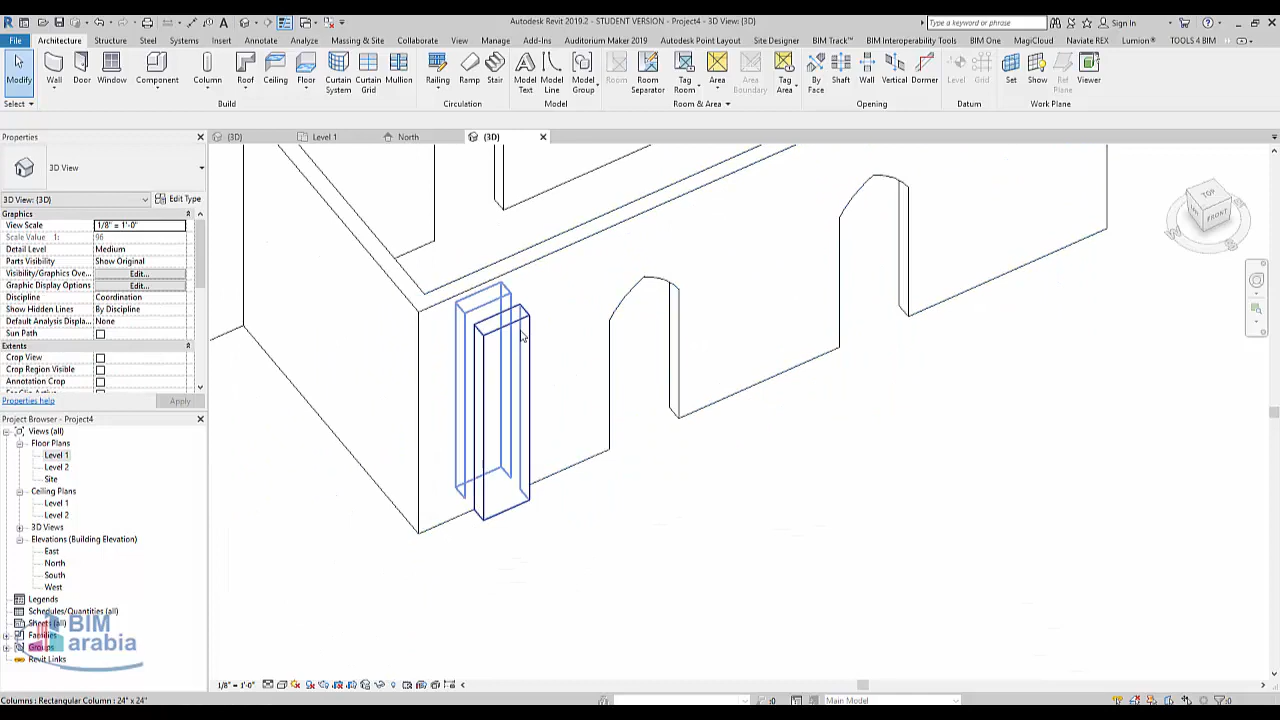 Autodesk Revit 2019.2 - STUDENT VERSION - Project4 - 3D View: {3D}
Type a keyword or phrase
Sign In
File Architecture Structure Steel Systems Insert Annotate Analyze Massing & Site Collaborate View Manage Add-Ins Auditorium Maker 2019 Autodesk Point Layout Site Designer BIM Track™ BIM Interoperability Tools BIM One MagiCloud Naviate REX Lumion® TOOLS 4 BIM
Modify Wall Door Window Component Column Roof Ceiling Floor Curtain System Curtain Grid Mullion Railing Ramp Stair Model Text Model Line Model Group Room Room Separator Tag Room Area Area Boundary Tag Area By Face Shaft Wall Vertical Dormer Level Grid Set Show Ref Plane Viewer
Select Build Circulation Model Room & Area Opening Datum Work Plane
Properties
{3D} Level 1 North {3D}
3D View
3D View: {3D} Edit Type
Graphics
View Scale 1/8" = 1'-0"
Scale Value 1: 96
Detail Level Medium
Parts Visibility Show Original
Visibility/Graphics Ove... Edit...
Graphic Display Options Edit...
Discipline Coordination
Show Hidden Lines By Discipline
Default Analysis Displa... None
Sun Path
Extents
Crop View
Crop Region Visible
Annotation Crop
Properties help Apply
TOP
FRONT
Project Browser - Project4
Views (all)
Floor Plans
Level 1
Level 2
Site
Ceiling Plans
Level 1
Level 2
3D Views
Elevations (Building Elevation)
East
North
South
West
Legends
Schedules/Quantities (all)
Sheets (all)
Families
Groups
Revit Links
BIM
arabia
1/8" = 1'-0"
Columns : Rectangular Column : 24" x 24"
:0 Main Model :0